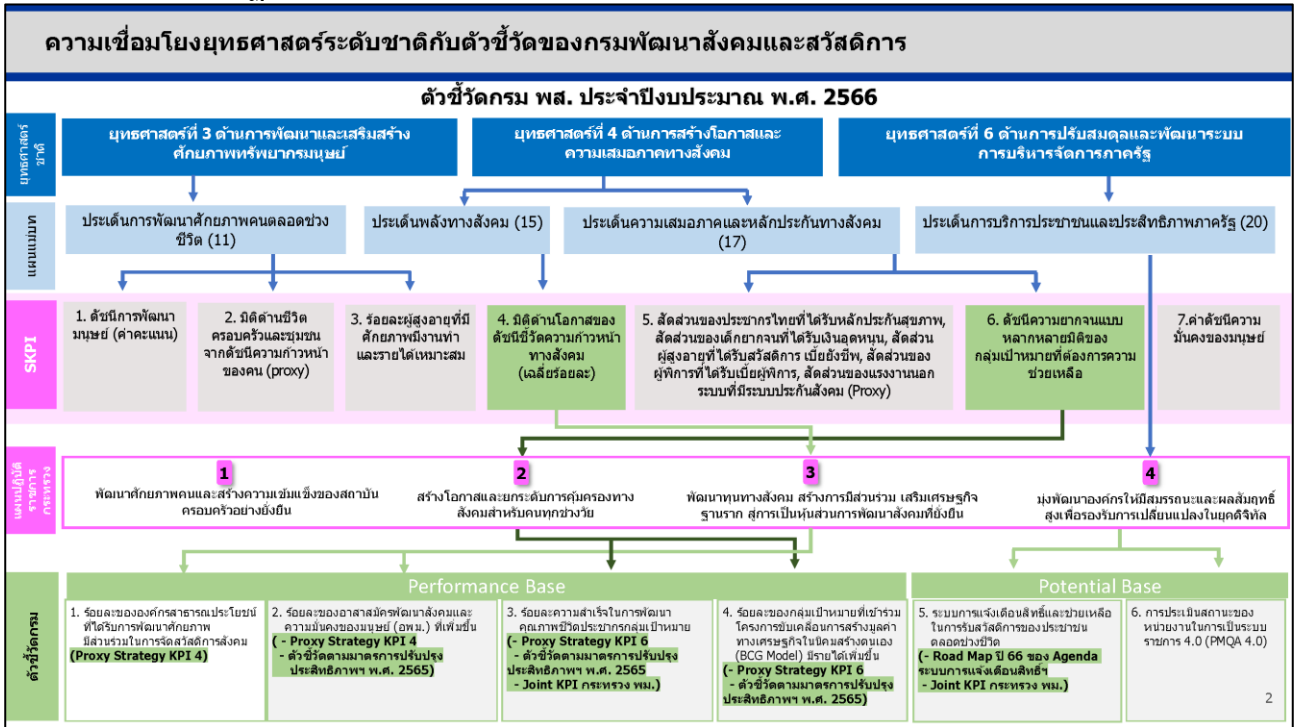 ความเชื่อมโยงยุทธศาสตร์ระดับชาติกับตัวชี้วัดของกรมพัฒนาสังคมและสวัสดิการ
ตัวชี้วัดกรม พส. ประจำปีงบประมาณ พ.ศ. 2566
ยุทธศาสตร์
ชาติ
ยุทธศาสตร์ที่ 3 ด้านการพัฒนาและเสริมสร้าง
ศักยภาพทรัพยากรมนุษย์
ยุทธศาสตร์ที่ 4 ด้านการสร้างโอกาสและ
ความเสมอภาคทางสังคม
ยุทธศาสตร์ที่ 6 ด้านการปรับสมดุลและพัฒนาระบบ
การบริหารจัดการภาครัฐ
แผนแม่บท
ประเด็นการพัฒนาศักยภาพคนตลอดช่วง
ชีวิต (11)
ประเด็นพลังทางสังคม (15)
ประเด็นความเสมอภาคและหลักประกันทางสังคม
(17)
ประเด็นการบริการประชาชนและประสิทธิภาพภาครัฐ (20)
SKPI
1. ดัชนีการพัฒนา
มนุษย์ (ค่าคะแนน)
2. มิติด้านชีวิต
ครอบครัวและชุมชน
จากดัชนีความก้าวหน้า
ของคน (proxy)
3. ร้อยละผู้สูงอายุที่มี
ศักยภาพมีงานทำ
และรายได้เหมาะสม
4. มิติด้านโอกาสของ
ดัชนีชี้วัดความก้าวหน้า
ทางสังคม
(เฉลี่ยร้อยละ)
5. สัดส่วนของประชากรไทยที่ได้รับหลักประกันสุขภาพ,
สัดส่วนของเด็กยากจนที่ได้รับเงินอุดหนุน, สัดส่วน
ผู้สูงอายุที่ได้รับสวัสดิการ เบี้ยยังชีพ, สัดส่วนของ
ผู้พิการที่ได้รับเบี้ยผู้พิการ, สัดส่วนของแรงงานนอก
ระบบที่มีระบบประกันสังคม (Proxy)
6. ดัชนีความยากจนแบบ
หลากหลายมิติของ
กลุ่มเป้าหมายที่ต้องการความ
ช่วยเหลือ
7.ค่าดัชนีความ
มั่นคงของมนุษย์
แผนปฏิบัติ
ราชการ
กระทรวง
1
พัฒนาศักยภาพคนและสร้างความเข้มแข็งของสถาบัน
ครอบครัวอย่างยั่งยืน
2
สร้างโอกาสและยกระดับการคุ้มครองทาง
สังคมสำหรับคนทุกช่วงวัย
3
พัฒนาทุนทางสังคม สร้างการมีส่วนร่วม เสริมเศรษฐกิจ
ฐานราก สู่การเป็นหุ้นส่วนการพัฒนาสังคมที่ยั่งยืน
4
มุ่งพัฒนาองค์กรให้มีสมรรถนะและผลสัมฤทธิ์
สูงเพื่อรองรับการเปลี่ยนแปลงในยุคดิจิทัล
ตัวชี้วัดกรม
Performance Base
Potential Base
1. ร้อยละขององค์กรสาธารณประโยชน์
ที่ได้รับการพัฒนาศักยภาพ
มีส่วนร่วมในการจัดสวัสดิการสังคม
(Proxy Strategy KPI 4)
2. ร้อยละของอาสาสมัครพัฒนาสังคมและ
ความมั่นคงของมนุษย์ (อพม.) ที่เพิ่มขึ้น
( - Proxy Strategy KPI 4
- ตัวชี้วัดตามมาตรการปรับปรุง
ประสิทธิภาพฯ พ.ศ. 2565)
3. ร้อยละความสำเร็จในการพัฒนา
คุณภาพชีวิตประชากรกลุ่มเป้าหมาย
( - Proxy Strategy KPI 6
- ตัวชี้วัดตามมาตรการปรับปรุง
ประสิทธิภาพฯ พ.ศ. 2565
- Joint KPI กระทรวง พม.)
4. ร้อยละของกลุ่มเป้าหมายที่เข้าร่วม
โครงการขับเคลื่อนการสร้างมูลค่า
ทางเศรษฐกิจในนิคมสร้างตนเอง
(BCG Model) มีรายได้เพิ่มขึ้น
( - Proxy Strategy KPI 6
- ตัวชี้วัดตามมาตรการปรับปรุง
ประสิทธิภาพฯ พ.ศ. 2565)
5. ระบบการแจ้งเตือนสิทธิ์และช่วยเหลือ
ในการรับสวัสดิการของประชาชน
ตลอดช่วงชีวิต
(- Road Map ปี 66 ของ Agenda
ระบบการแจ้งเตือนสิทธิฯ
- Joint KPI กระทรวง พม.)
6. การประเมินสถานะของ
หน่วยงานในการเป็นระบบ
ราชการ 4.0 (PMQA 4.0)
2